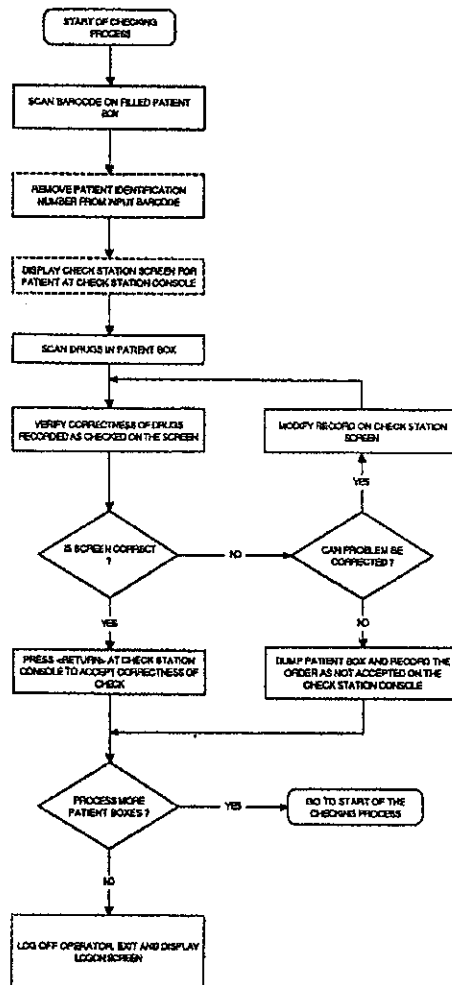 START OF CHECKING
PROCESS
SCAN BARCODE ON FILLED PATIENT
BOX
REMOVE PATIENT IDENTIFICATION
NUMBER FROM INPUT BARCODE
DISPLAY CHECK STATION SCREEN FOR
PATIENT AT CHECK STATION CONSOLE
SCAN DRUGS IN PATIENT BOX
VERIFY CORRECTNESS OF DRUGS
RECORDED AS CHECKED ON THE SCREEN
MODIFY RECORD ON CHECK STATION
SCREEN
YES
IS SCREEN CORRECT
?
NO
CAN PROBLEM BE
CORRECTED ?
YES
NO
PRESS <RETURN> AT CHECK STATION
CONSOLE TO ACCEPT CORRECTNESS OF
CHECK
DUMP PATIENT BOX AND RECORD THE
ORDER AS NOT ACCEPTED ON THE
CHECK STATION CONSOLE
PROCESS MORE
PATIENT BOXES ?
YES
GO TO START OF THE
CHECKING PROCESS
NO
LOG OFF OPERATOR, EXIT AND DISPLAY
LOGON SCREEN